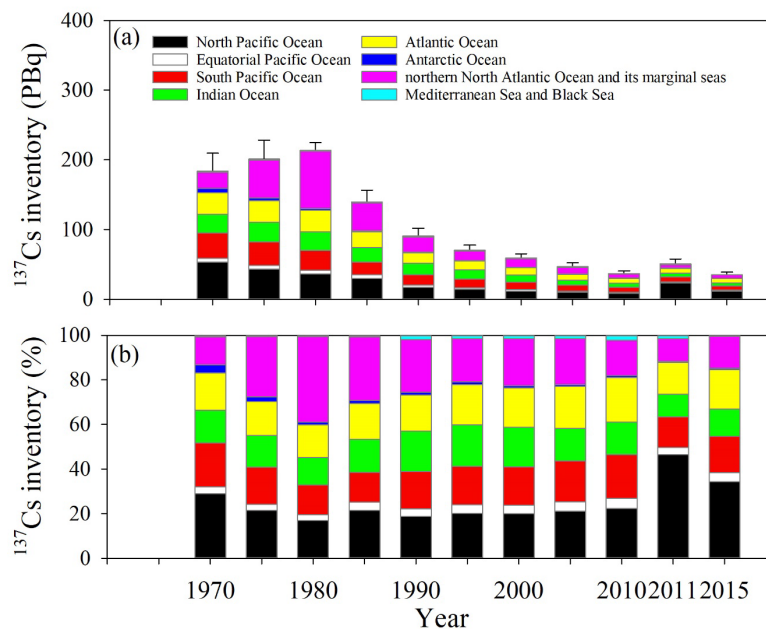 400
(a)
North Pacific Ocean
Atlantic Ocean
Equatorial Pacific Ocean
Antarctic Ocean
South Pacific Ocean
northern North Atlantic Ocean and its marginal seas
Indian Ocean
Mediterranean Sea and Black Sea
300
200
100
0
137Cs inventory (PBq)
100
(b)
80
60
40
20
0
137Cs inventory (%)
1970 1980 1990 2000 2010 2011 2015
Year